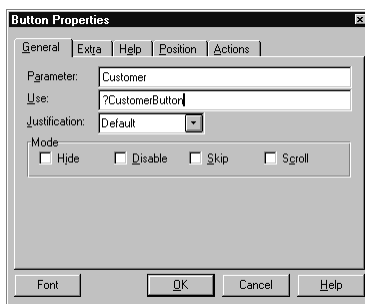 Button Properties
General Extra Help Position Actions
Parameter: Customer
Use: ?CustomerButton
Justification: Default
Mode
Hide Disable Skip Scroll
Font OK Cancel Help